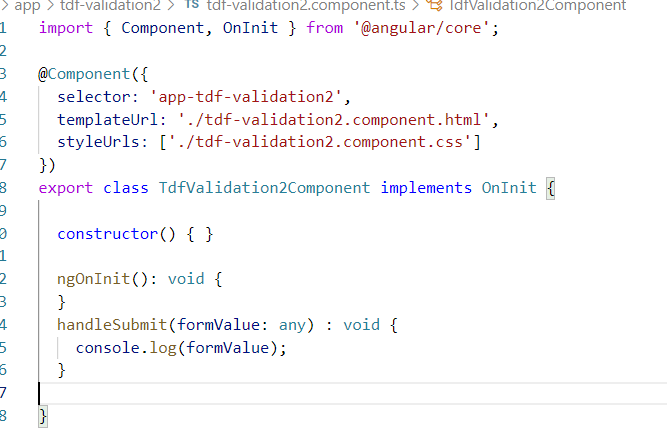 > app > tdf-validation2 > TS tdf-validation2.component.ts > TdfValidation2Component
1 import { Component, OnInit } from '@angular/core';
2
3 @Component({
4   selector: 'app-tdf-validation2',
5   templateUrl: './tdf-validation2.component.html',
6   styleUrls: ['./tdf-validation2.component.css']
7 })
8 export class TdfValidation2Component implements OnInit {
9
0   constructor() { }
1
2   ngOnInit(): void {
3   }
4   handleSubmit(formValue: any) : void {
5     console.log(formValue);
6   }
7
8 }